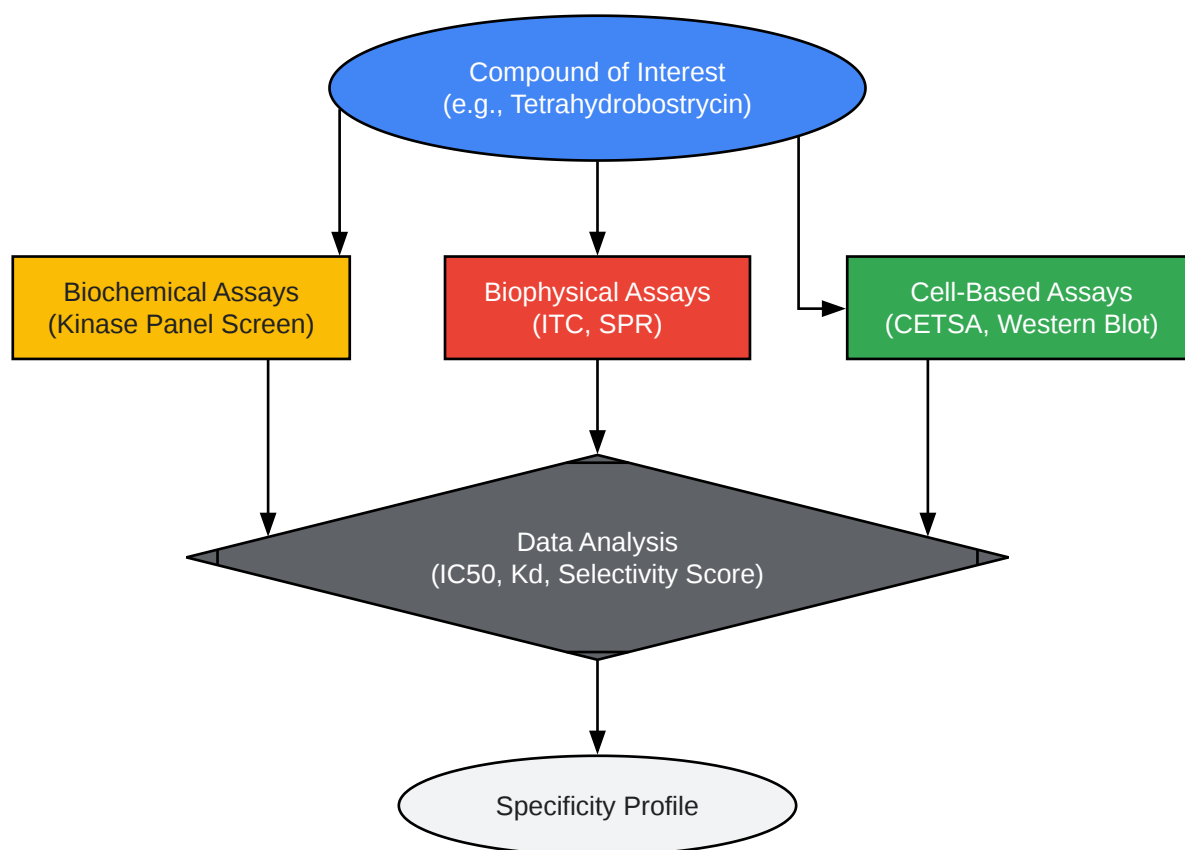 Compound of Interest
(e.g., Tetrahydrobostrycin)
Biochemical Assays
(Kinase Panel Screen)
Biophysical Assays
(ITC, SPR)
Cell-Based Assays
(CETSA, Western Blot)
Data Analysis
(IC50, Kd, Selectivity Score)
Specificity Profile